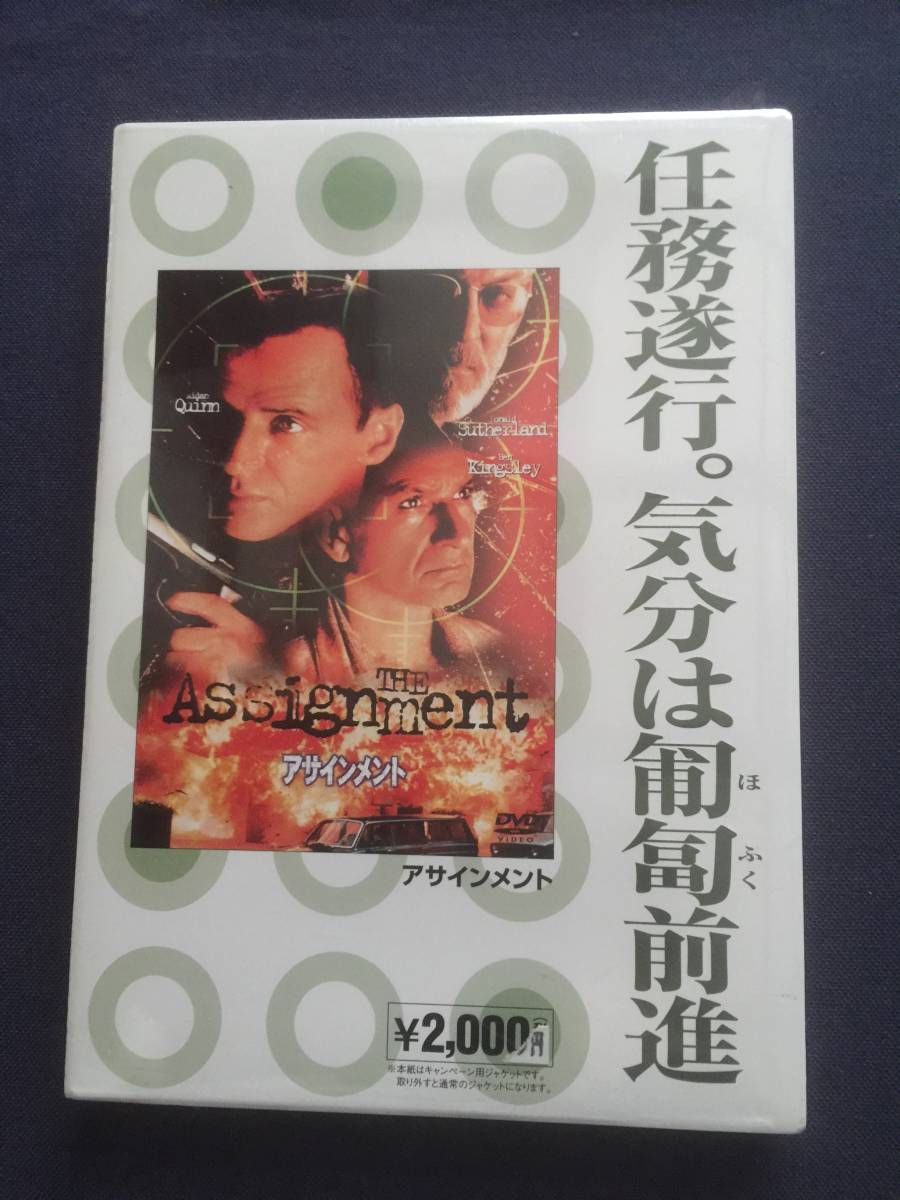 任務遂行。気分は匍匐前進
ほふく
Aidan
Quinn
Donald
Sutherland
Ben
Kingsley
THE
Assignment
アサインメント
DVD
VIDEO
アサインメント
¥2,000
円
※本紙はキャンペーン用ジャケットです。
取り外すと通常のジャケットになります。